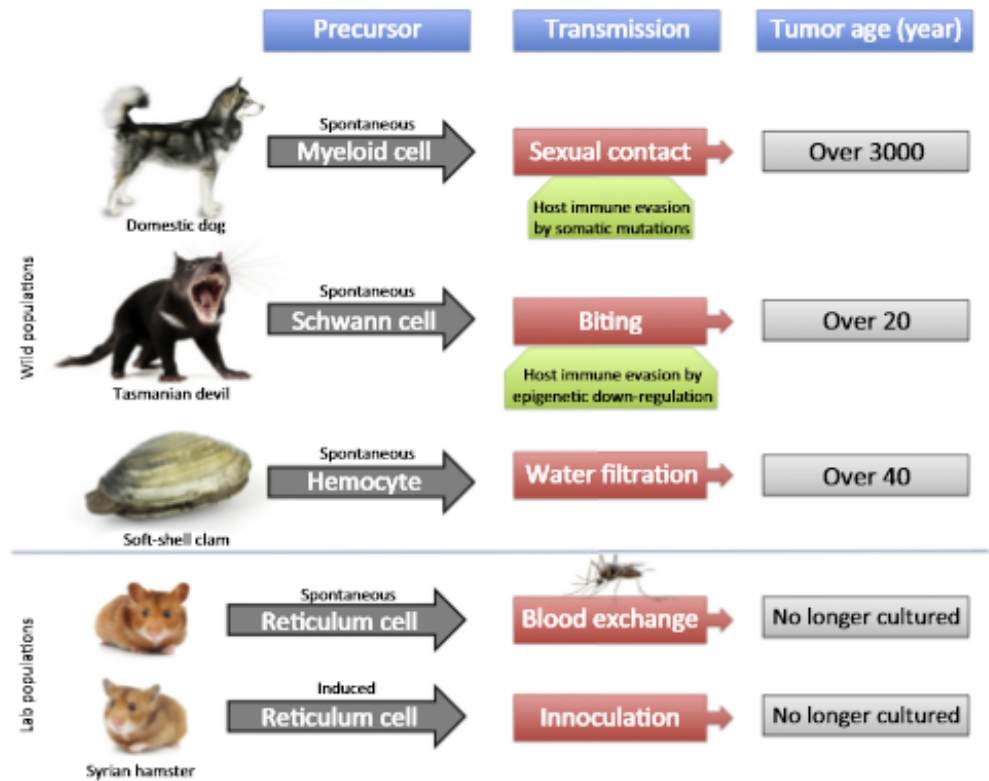 Precursor Transmission Tumor age (year)
Spontaneous
Myeloid cell Sexual contact Over 3000
Host immune evasion
by somatic mutations
Domestic dog
Wild populations
Spontaneous
Schwann cell Biting Over 20
Host immune evasion by
epigenetic down-regulation
Tasmanian devil
Spontaneous
Hemocyte Water filtration Over 40
Soft-shell clam
Lab populations
Spontaneous
Reticulum cell Blood exchange No longer cultured
Induced
Reticulum cell Innoculation No longer cultured
Syrian hamster